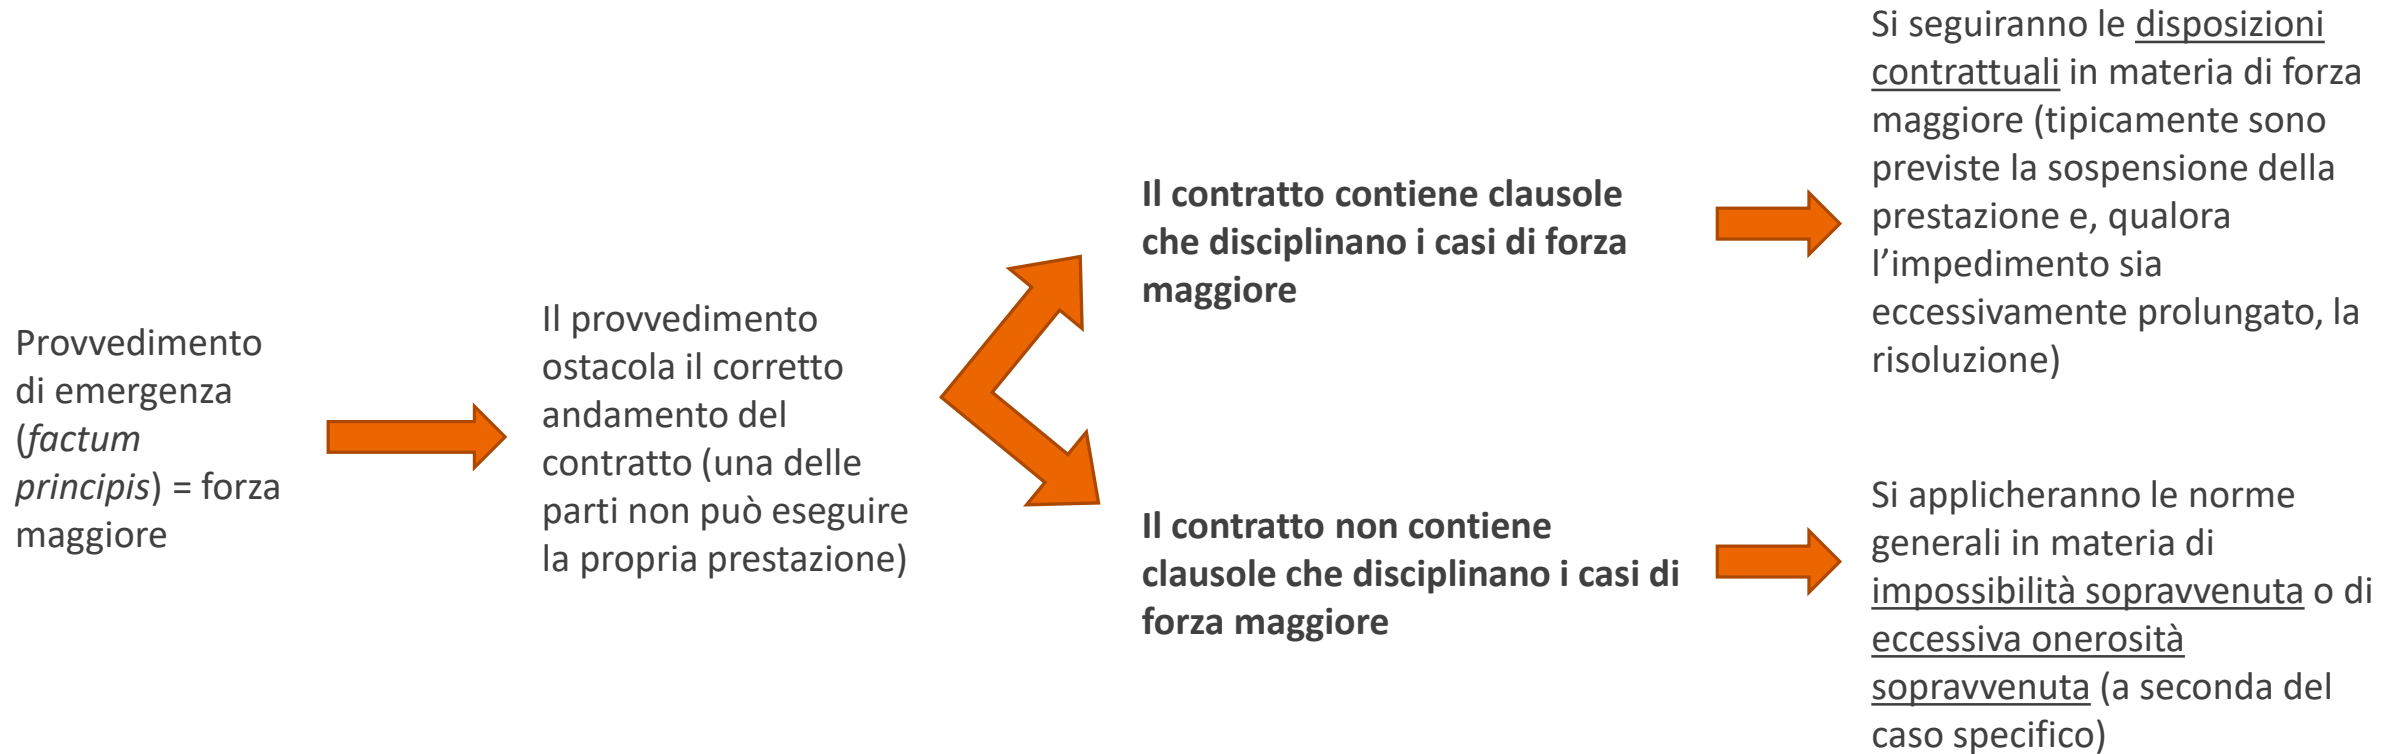 Provvedimento
di emergenza
(factum
principis) = forza
maggiore
Il provvedimento
ostacola il corretto
andamento del
contratto (una delle
parti non può eseguire
la propria prestazione)
Il contratto contiene clausole
che disciplinano i casi di forza
maggiore
Si seguiranno le disposizioni
contrattuali in materia di forza
maggiore (tipicamente sono
previste la sospensione della
prestazione e, qualora
l’impedimento sia
eccessivamente prolungato, la
risoluzione)
Il contratto non contiene
clausole che disciplinano i casi di
forza maggiore
Si applicheranno le norme
generali in materia di
impossibilità sopravvenuta o di
eccessiva onerosità
sopravvenuta (a seconda del
caso specifico)